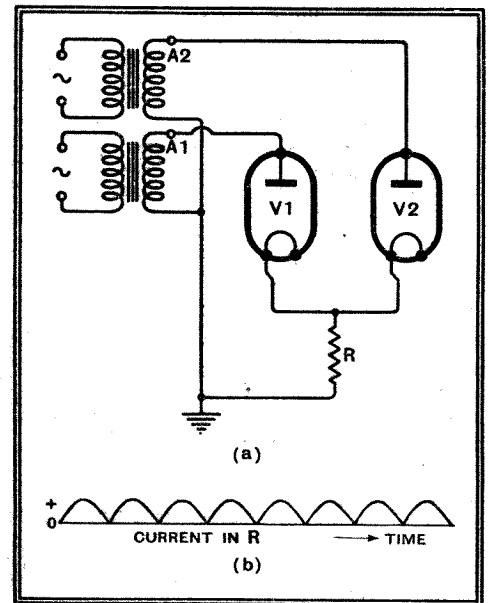 A2
~
A1
~
V1 V2
R
(a)
+
0
CURRENT IN R → TIME
(b)